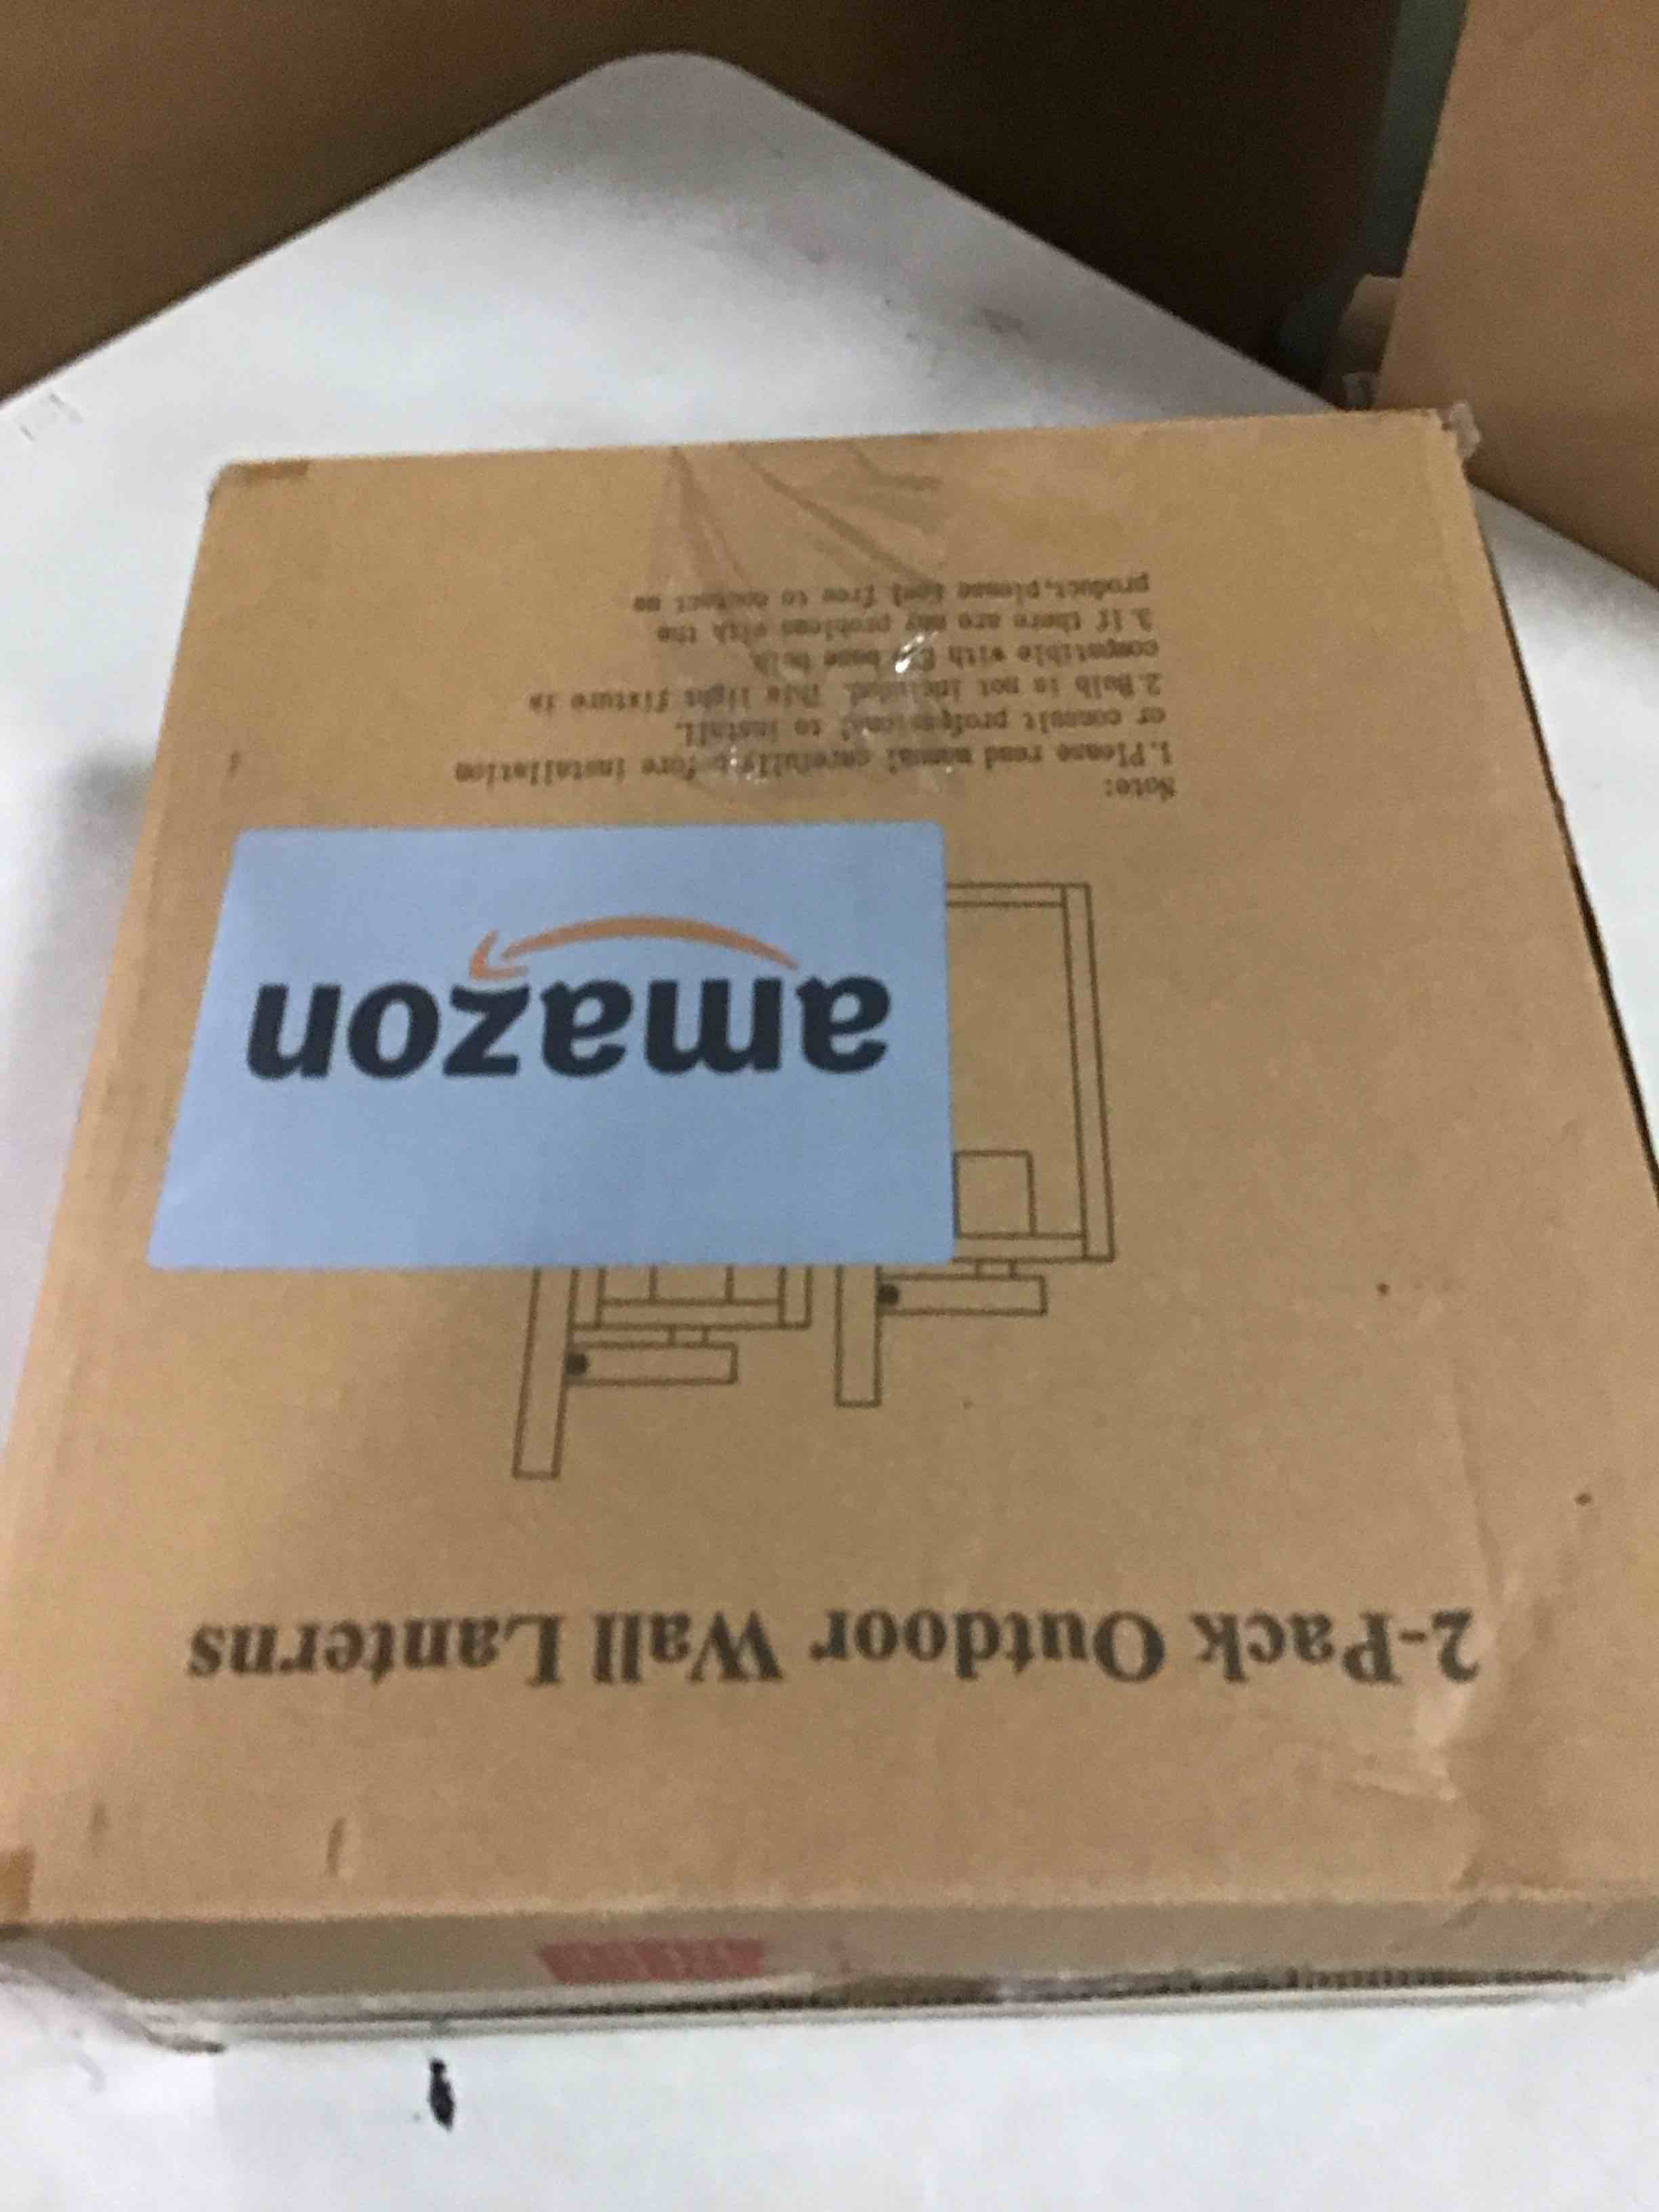 2-Pack Outdoor Wall Lanterns
amazon
Note:
1.Please read manual carefully before installation
or consult professional to install.
2.Bulb is not included. This light fixture is
compatible with base bulb
3.If there are any problems with the
product,please feel free to contact us